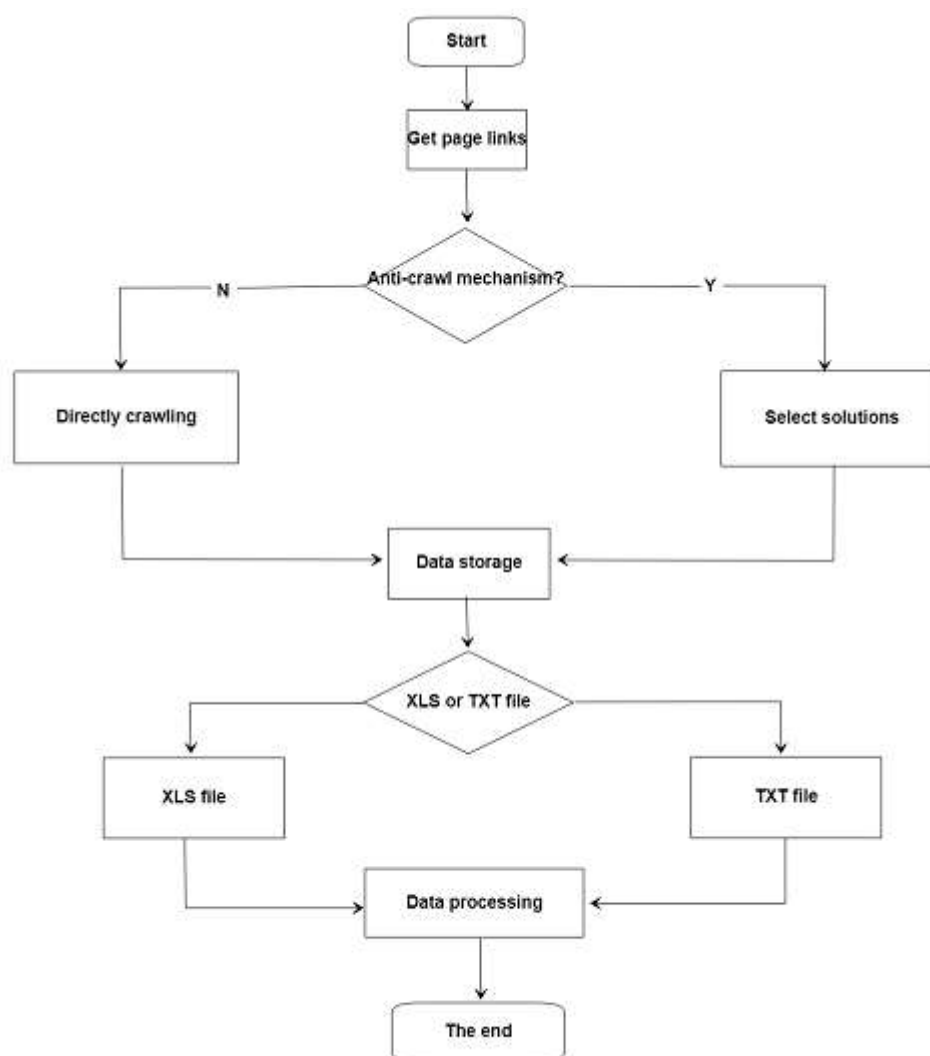 Start
Get page links
Anti-crawl mechanism?
N
Y
Directly crawling
Select solutions
Data storage
XLS or TXT file
XLS file
TXT file
Data processing
The end